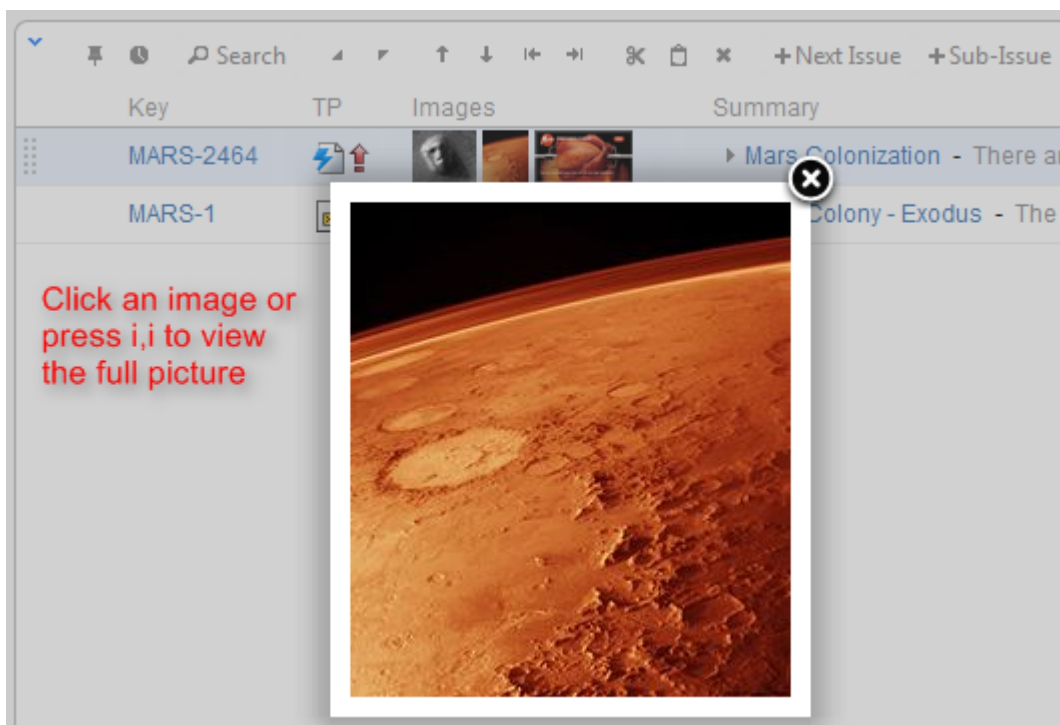 Search +Next Issue +Sub-Issue
Key TP Images Summary
MARS-2464 Mars Colonization - There a
MARS-1 Colony - Exodus - The
Click an image or
press i,i to view
the full picture